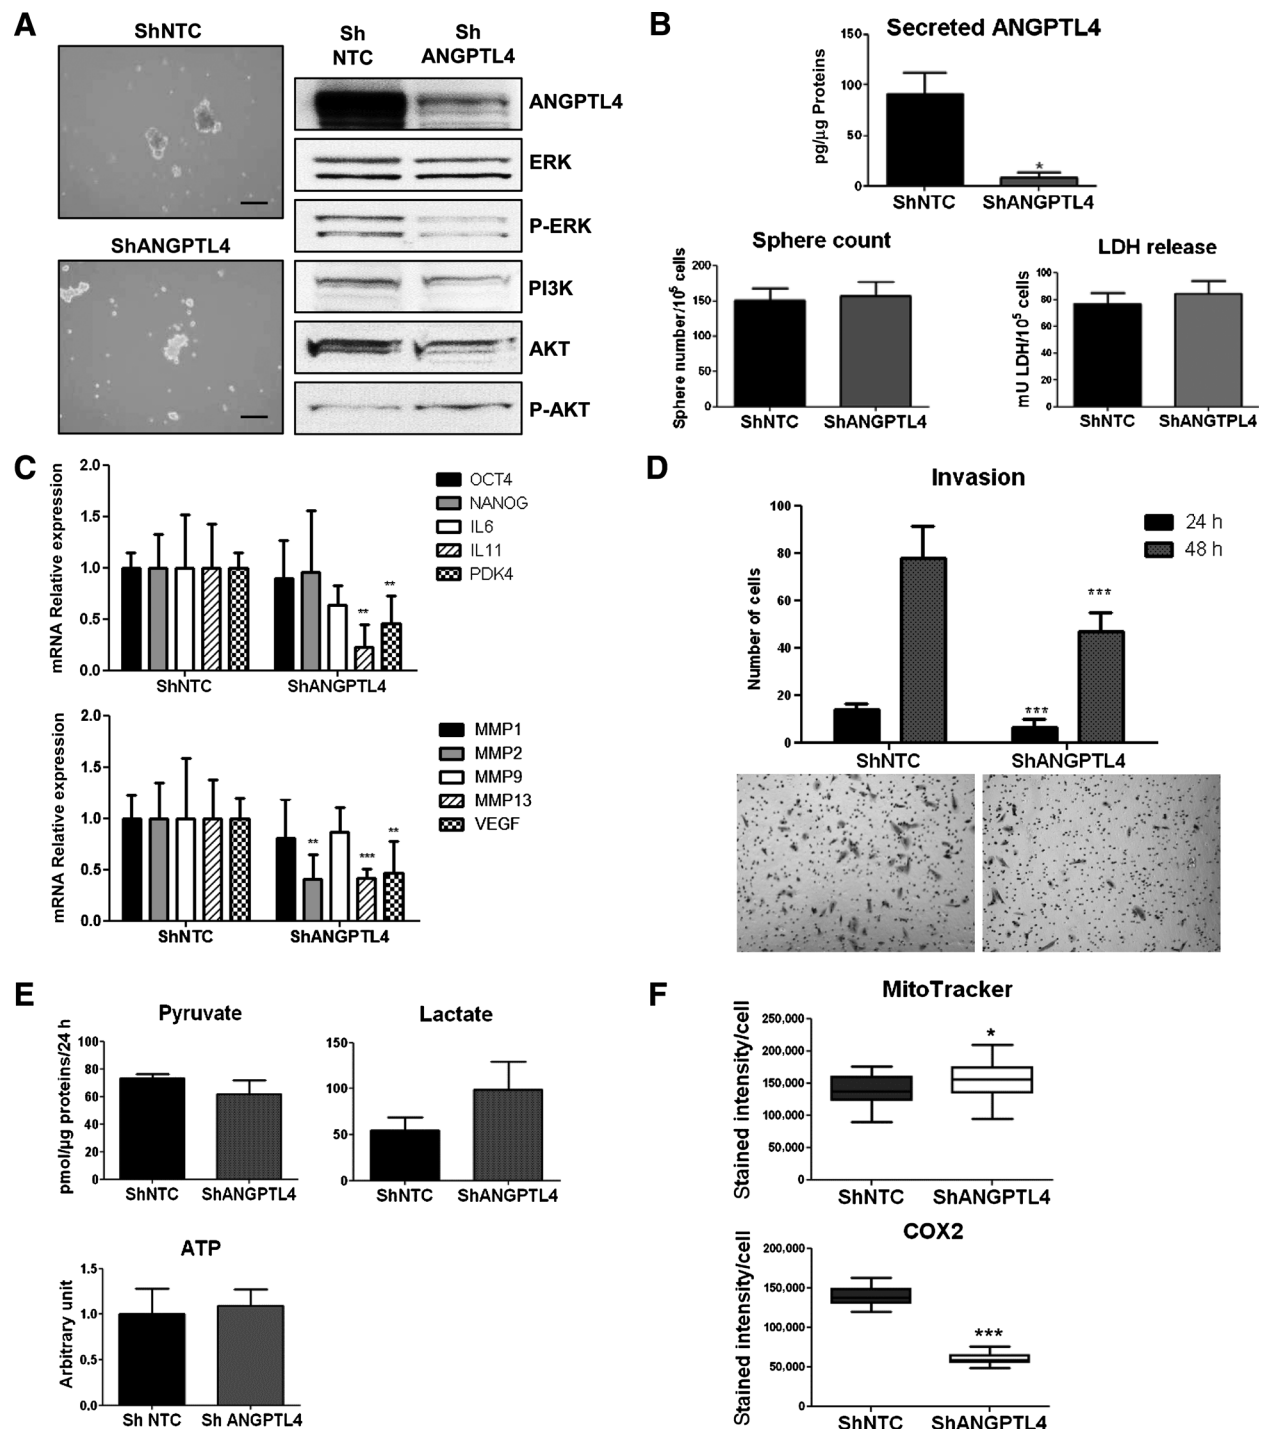 A
ShNTC
Sh
NTC
Sh
ANGPTL4
ShANGPTL4
ANGPTL4
ERK
P-ERK
PI3K
AKT
P-AKT
B
Secreted ANGPTL4
pg/µg Proteins
150
100
50
0
*
ShNTC
ShANGPTL4
Sphere count
Sphere number/10⁵ cells
200
150
100
50
0
ShNTC
ShANGPTL4
LDH release
mU LDH/10⁵ cells
100
80
60
40
20
0
ShNTC
ShANGTPL4
C
mRNA Relative expression
2.0
1.5
1.0
0.5
0.0
**
**
ShNTC
ShANGPTL4
OCT4
NANOG
IL6
IL11
PDK4
mRNA Relative expression
2.0
1.5
1.0
0.5
0.0
**
***
**
ShNTC
ShANGPTL4
MMP1
MMP2
MMP9
MMP13
VEGF
D
Invasion
Number of cells
100
80
60
40
20
0
***
***
24 h
48 h
ShNTC
ShANGPTL4
E
Pyruvate
pmol/µg proteins/24 h
100
80
60
40
20
0
ShNTC
ShANGPTL4
Lactate
150
100
50
0
ShNTC
ShANGPTL4
ATP
Arbitrary unit
1.5
1.0
0.5
0.0
Sh NTC
Sh ANGPTL4
F
MitoTracker
Stained intensity/cell
250,000
200,000
150,000
100,000
50,000
0
*
ShNTC
ShANGPTL4
COX2
Stained intensity/cell
200,000
150,000
100,000
50,000
0
***
ShNTC
ShANGPTL4